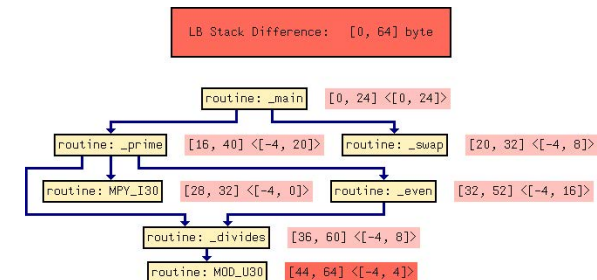 LB Stack Difference: [0, 64] byte
routine: _main [0, 24] <[0, 24]>
routine: _prime [16, 40] <[-4, 20]> routine: _swap [20, 32] <[-4, 8]>
routine: MPY_I30 [28, 32] <[-4, 0]> routine: _even [32, 52] <[-4, 16]>
routine: _divides [36, 60] <[-4, 8]>
routine: MOD_U30 [44, 64] <[-4, 4]>